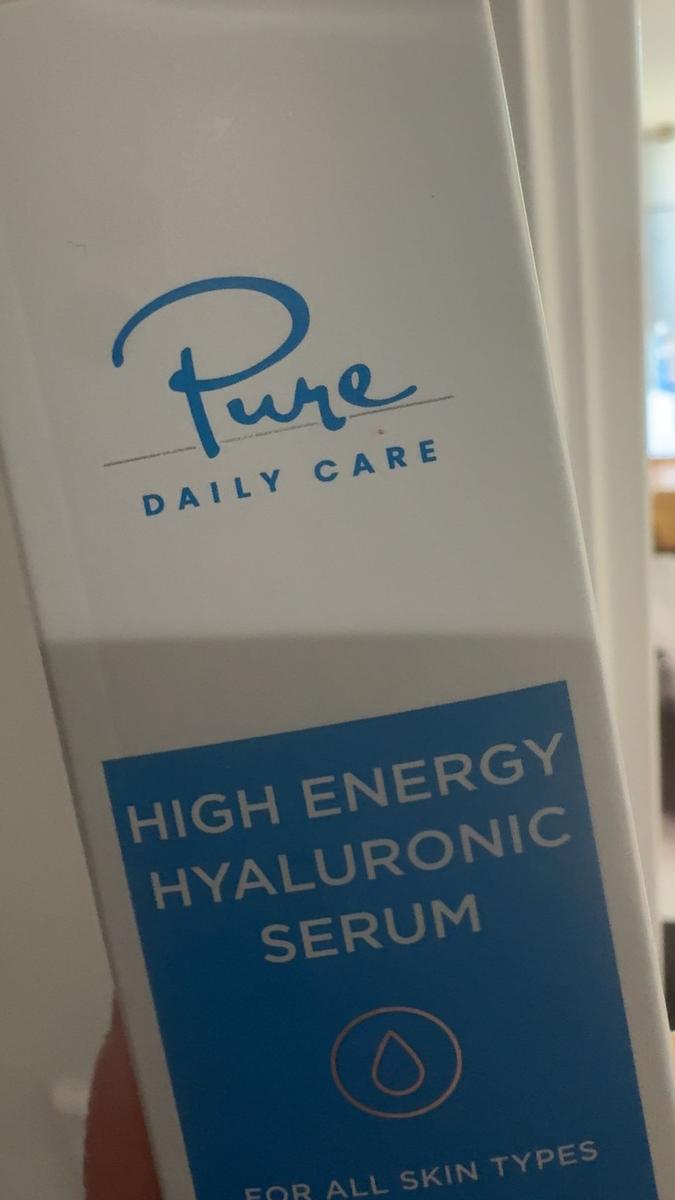 Pure
DAILY CARE
HIGH ENERGY
HYALURONIC
SERUM
FOR ALL SKIN TYPES